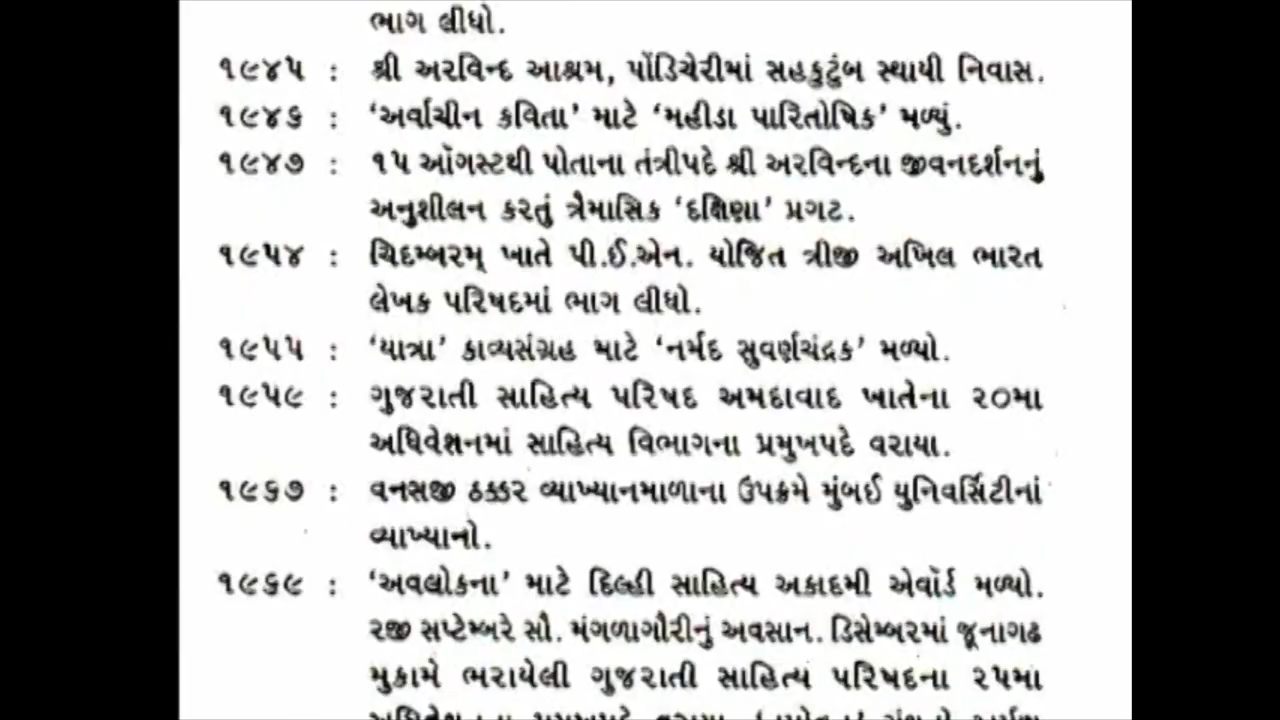 ભાગ લીધો.
૧૯૪૫ : શ્રી અરવિન્દ આશ્રમ, પોંડિચેરીમાં સહકુટુંબ સ્થાયી નિવાસ.
૧૯૪૬ : ‘અર્વાચીન કવિતા’ માટે ‘મહીડા પારિતોષિક’ મળ્યું.
૧૯૪૭ : ૧૫ ઑગસ્ટથી પોતાના તંત્રીપદે શ્રી અરવિન્દના જીવનદર્શનનું
અનુશીલન કરતું ત્રૈમાસિક ‘દક્ષિણા’ પ્રગટ.
૧૯૫૪ : ચિદમ્બરમ્ ખાતે પી.ઈ.એન. યોજિત ત્રીજી અખિલ ભારત
લેખક પરિષદમાં ભાગ લીધો.
૧૯૫૫ : ‘યાત્રા’ કાવ્યસંગ્રહ માટે ‘નર્મદ સુવર્ણચંદ્રક’ મળ્યો.
૧૯૫૯ : ગુજરાતી સાહિત્ય પરિષદ અમદાવાદ ખાતેના ૨૦મા
અધિવેશનમાં સાહિત્ય વિભાગના પ્રમુખપદે વરાયા.
૧૯૬૭ : વનસજી ઠક્કર વ્યાખ્યાનમાળાના ઉપક્રમે મુંબઈ યુનિવર્સિટીનાં
વ્યાખ્યાનો.
૧૯૬૯ : ‘અવલોકના’ માટે દિલ્હી સાહિત્ય અકાદમી એવૉર્ડ મળ્યો.
૨જી સપ્ટેમ્બરે સૌ. મંગળાગૌરીનું અવસાન. ડિસેમ્બરમાં જૂનાગઢ
મુકામે ભરાયેલી ગુજરાતી સાહિત્ય પરિષદના ૨૫મા